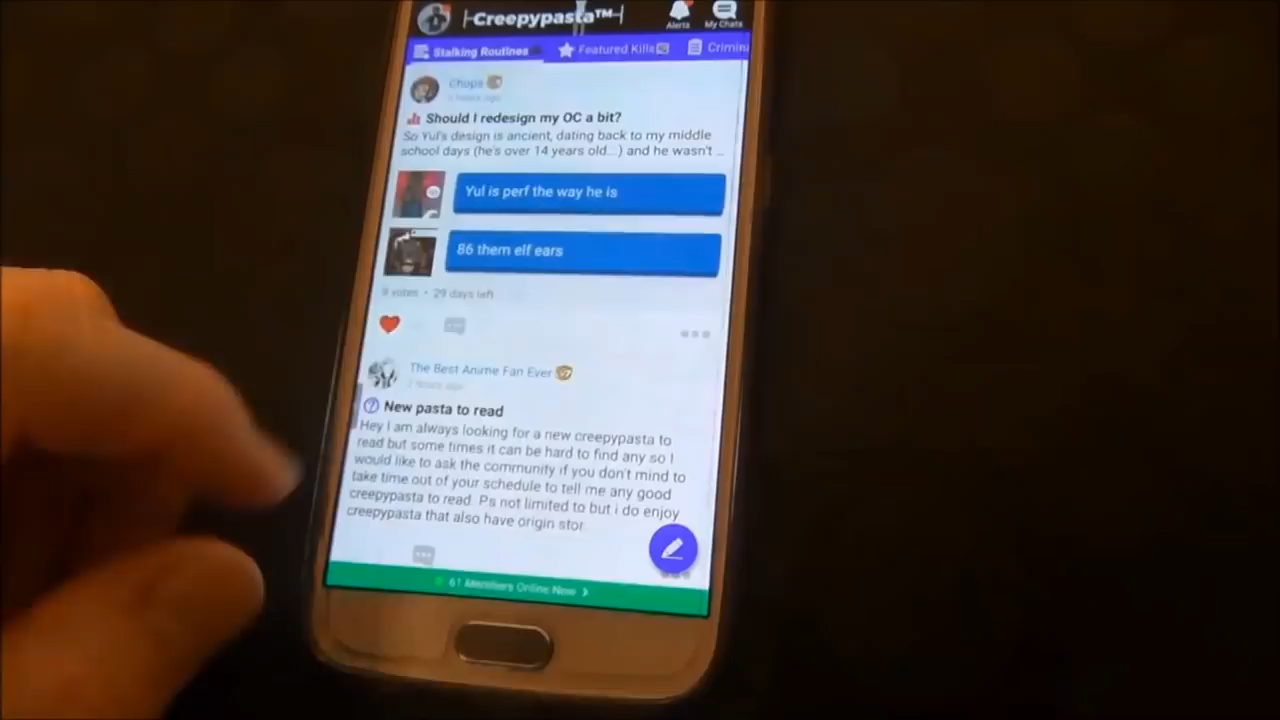 |-Creepypasta™-|
Alerts
My Chats
Stalking Routines
Featured Kills
Crimin
Chups
hours ago
Should I redesign my OC a bit?
So Yul's design is ancient, dating back to my middle
school days (he's over 14 years old...) and he wasn't ...
Yul is perf the way he is
86 them elf ears
votes • 29 days left
The Best Anime Fan Ever
hours ago
New pasta to read
Hey I am always looking for a new creepypasta to
read but some times it can be hard to find any so I
would like to ask the community if you don't mind to
take time out of your schedule to tell me any good
creepypasta to read. Ps not limited to but i do enjoy
creepypasta that also have origin stor
61 Members Online Now >